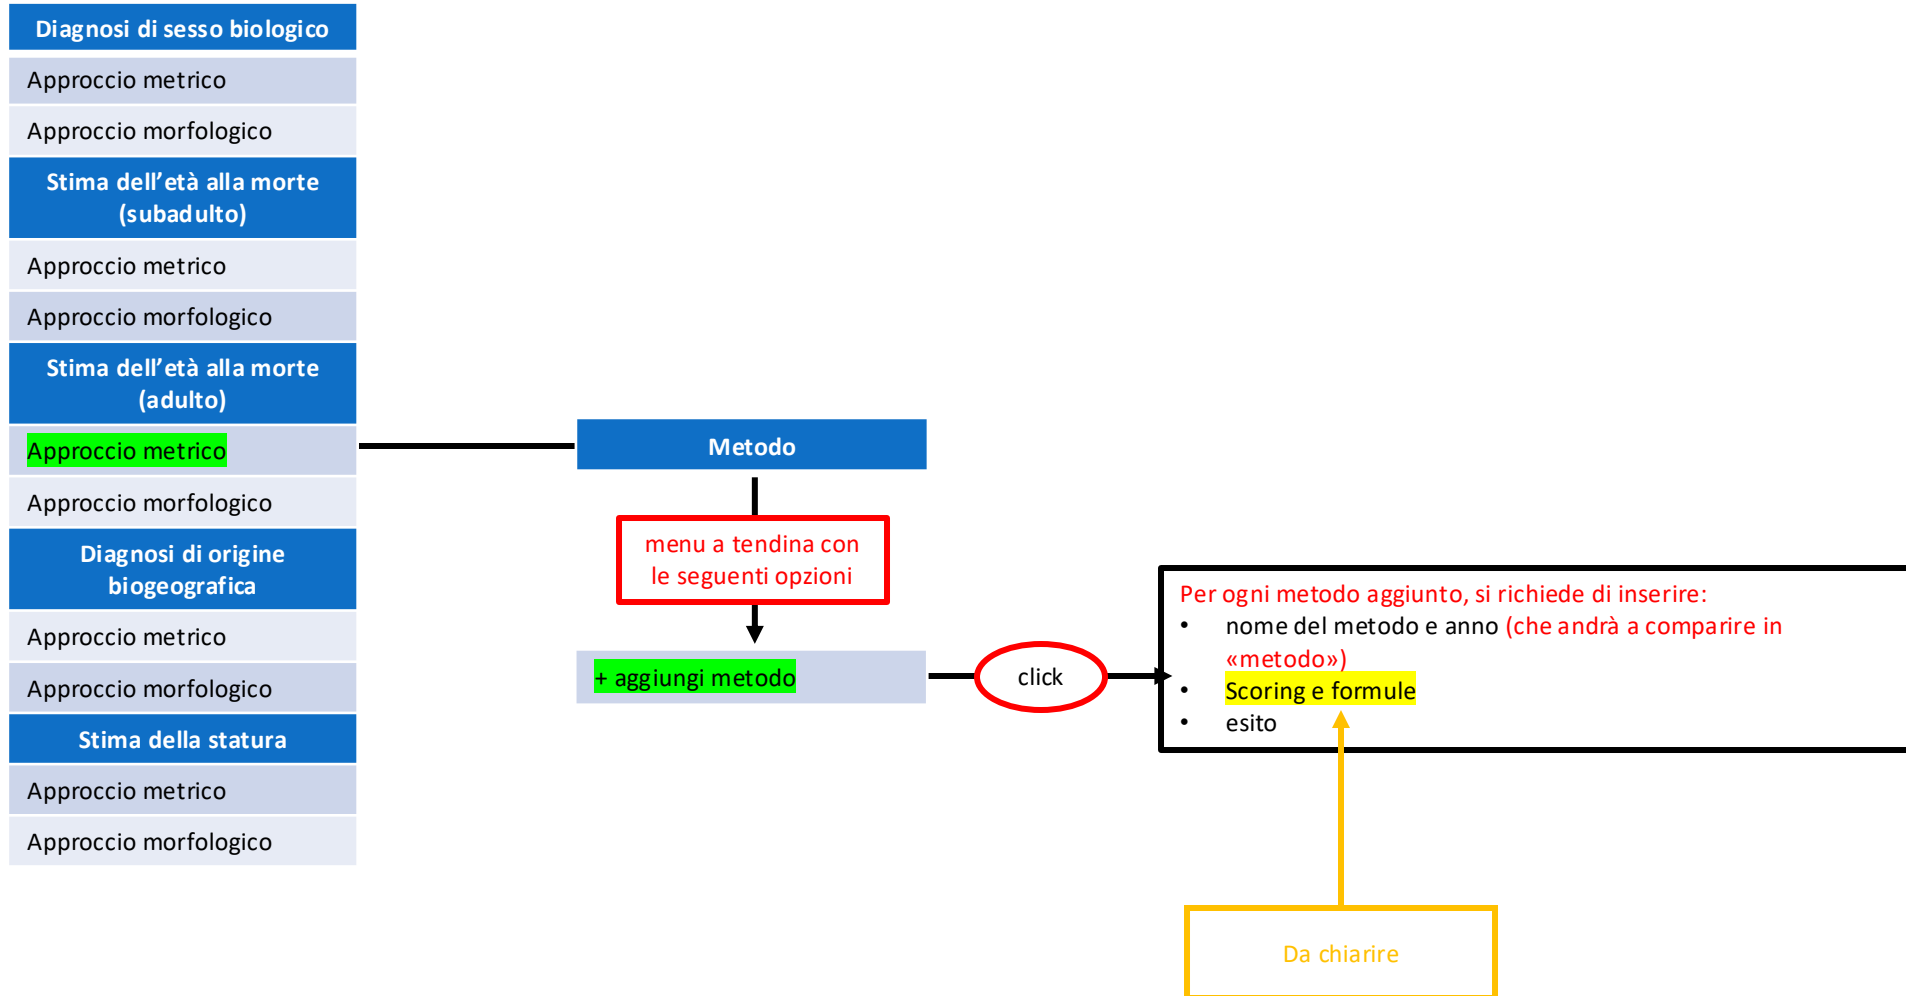 Diagnosi di sesso biologico
Approccio metrico
Approccio morfologico
Stima dell'età alla morte
(subadulto)
Approccio metrico
Approccio morfologico
Stima dell'età alla morte
(adulto)
Approccio metrico
Approccio morfologico
Diagnosi di origine
biogeografica
Approccio metrico
Approccio morfologico
Stima della statura
Approccio metrico
Approccio morfologico
Metodo
menu a tendina con
le seguenti opzioni
+ aggiungi metodo
click
Per ogni metodo aggiunto, si richiede di inserire:
• nome del metodo e anno (che andrà a comparire in
«metodo»)
• Scoring e formule
• esito
Da chiarire